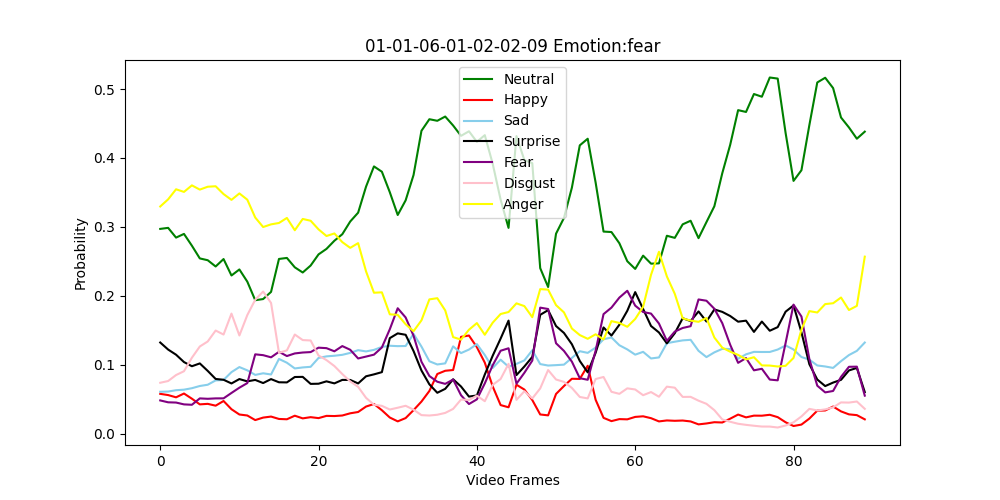 01-01-06-01-02-02-09 Emotion:fear
Neutral
Happy
Sad
Surprise
Fear
Disgust
Anger
Probability
0.5
0.4
0.3
0.2
0.1
0.0
0 20 40 60 80
Video Frames